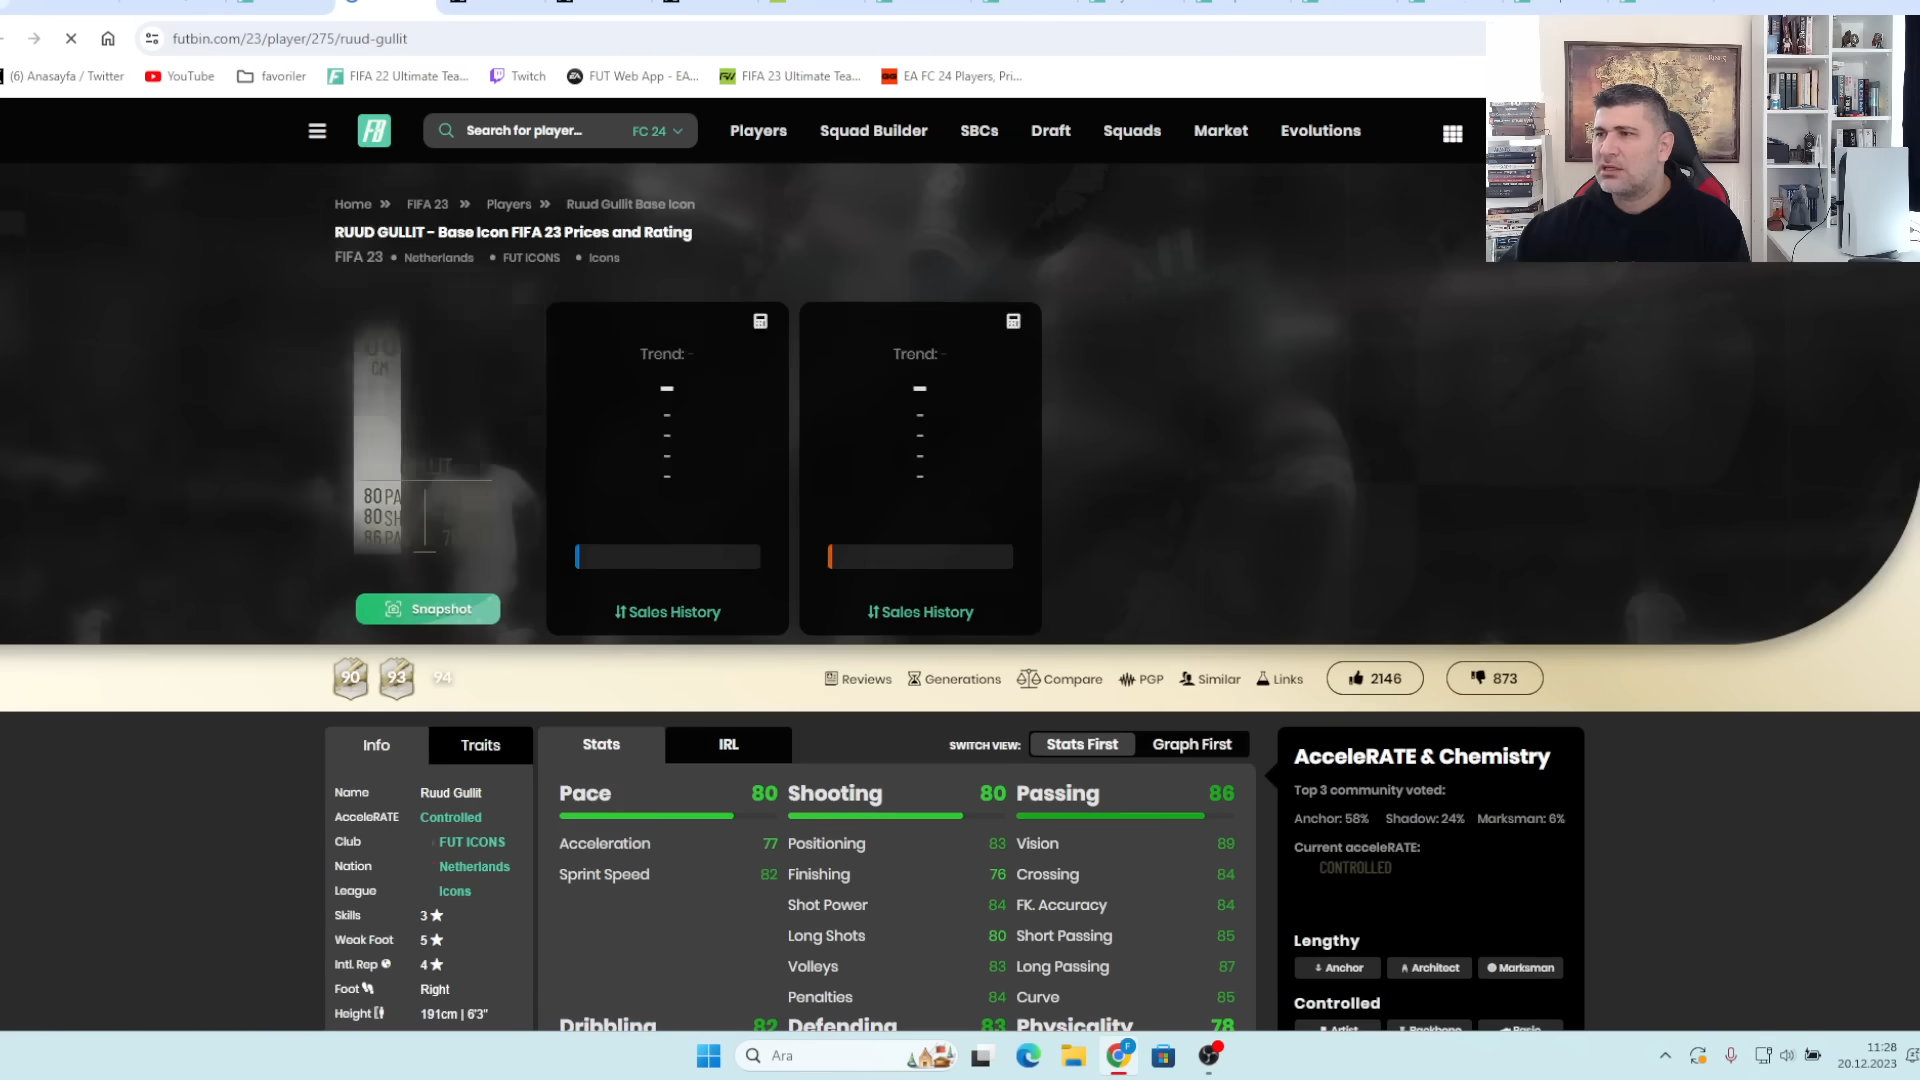 futbin.com/23/player/275/ruud-gullit
(6) Anasayfa / Twitter YouTube favoriler FIFA 22 Ultimate Tea... Twitch FUT Web App - EA... FIFA 23 Ultimate Tea... EA FC 24 Players, Pri...
Search for player... FC 24 Players Squad Builder SBCs Draft Squads Market Evolutions
Home » FIFA 23 » Players » Ruud Gullit Base Icon
RUUD GULLIT - Base Icon FIFA 23 Prices and Rating
FIFA 23 • Netherlands • FUT ICONS • Icons
Trend: - Trend: -
CM
80 PA
80 SH
86 PA
Snapshot Sales History Sales History
90 93 94 Reviews Generations Compare PGP Similar Links 2146 873
Info Traits Stats IRL SWITCH VIEW: Stats First Graph First
Name Ruud Gullit
AcceleRATE Controlled
Club FUT ICONS
Nation Netherlands
League Icons
Skills 3
Weak Foot 5
Intl. Rep 4
Foot Right
Height 191cm | 6'3"
Pace 80 Shooting 80 Passing 86
Acceleration 77 Positioning 83 Vision 89
Sprint Speed 82 Finishing 76 Crossing 84
Shot Power 84 FK. Accuracy 84
Long Shots 80 Short Passing 85
Volleys 83 Long Passing 87
Penalties 84 Curve 85
Dribbling 82 Defending 83 Physicality 78
AcceleRATE & Chemistry
Top 3 community voted:
Anchor: 58% Shadow: 24% Marksman: 6%
Current acceleRATE:
CONTROLLED
Lengthy
Anchor Architect Marksman
Controlled
Artist Backbone Basic
Ara
11:28
20.12.2023